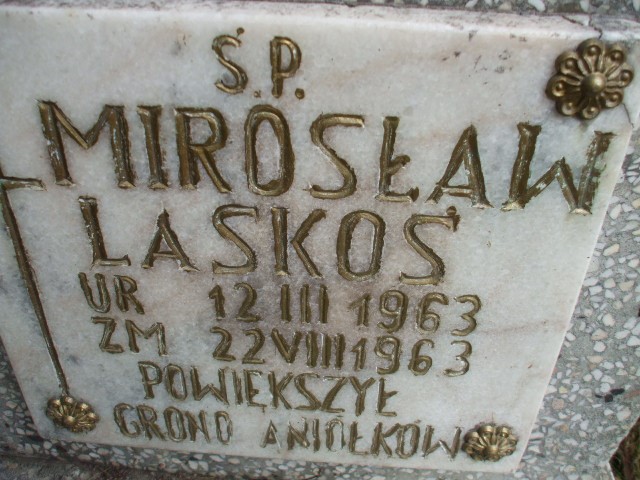 Ś.P.
MIROSŁAW
LASKOŚ
UR 12 III 1963
ZM 22 VIII 1963
POWIĘKSZYŁ
GRONO ANIOŁKÓW